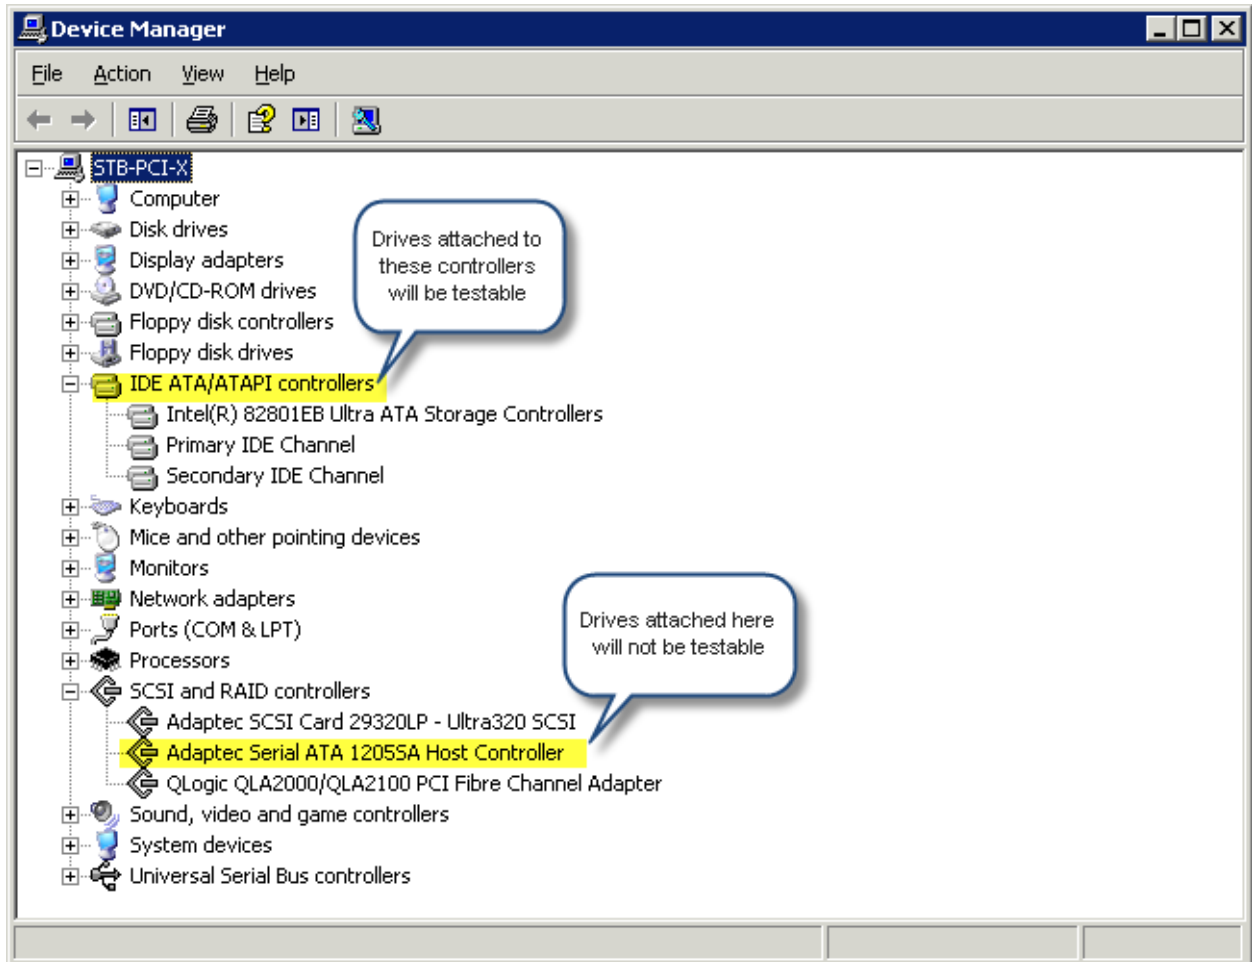 Device Manager
File Action View Help
STB-PCI-X
Computer
Disk drives
Display adapters
DVD/CD-ROM drives
Floppy disk controllers
Floppy disk drives
IDE ATA/ATAPI controllers
Intel(R) 82801EB Ultra ATA Storage Controllers
Primary IDE Channel
Secondary IDE Channel
Keyboards
Mice and other pointing devices
Monitors
Network adapters
Ports (COM & LPT)
Processors
SCSI and RAID controllers
Adaptec SCSI Card 29320LP - Ultra320 SCSI
Adaptec Serial ATA 1205SA Host Controller
QLogic QLA2000/QLA2100 PCI Fibre Channel Adapter
Sound, video and game controllers
System devices
Universal Serial Bus controllers
Drives attached to
these controllers
will be testable
Drives attached here
will not be testable